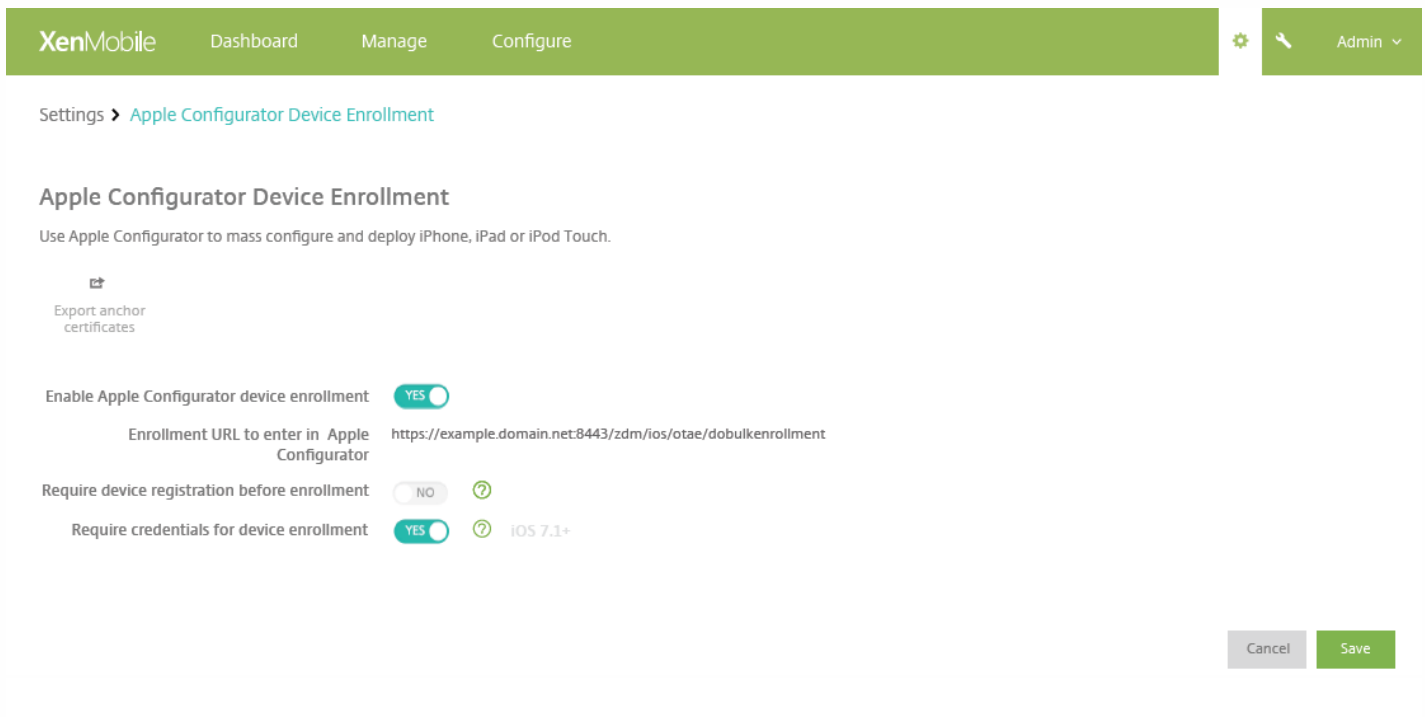 XenMobile Dashboard Manage Configure Admin
Settings > Apple Configurator Device Enrollment
Apple Configurator Device Enrollment
Use Apple Configurator to mass configure and deploy iPhone, iPad or iPod Touch.
Export anchor
certificates
Enable Apple Configurator device enrollment YES
Enrollment URL to enter in Apple https://example.domain.net:8443/zdm/ios/otae/dobulkenrollment
Configurator
Require device registration before enrollment NO ?
Require credentials for device enrollment YES ? iOS 7.1+
Cancel Save